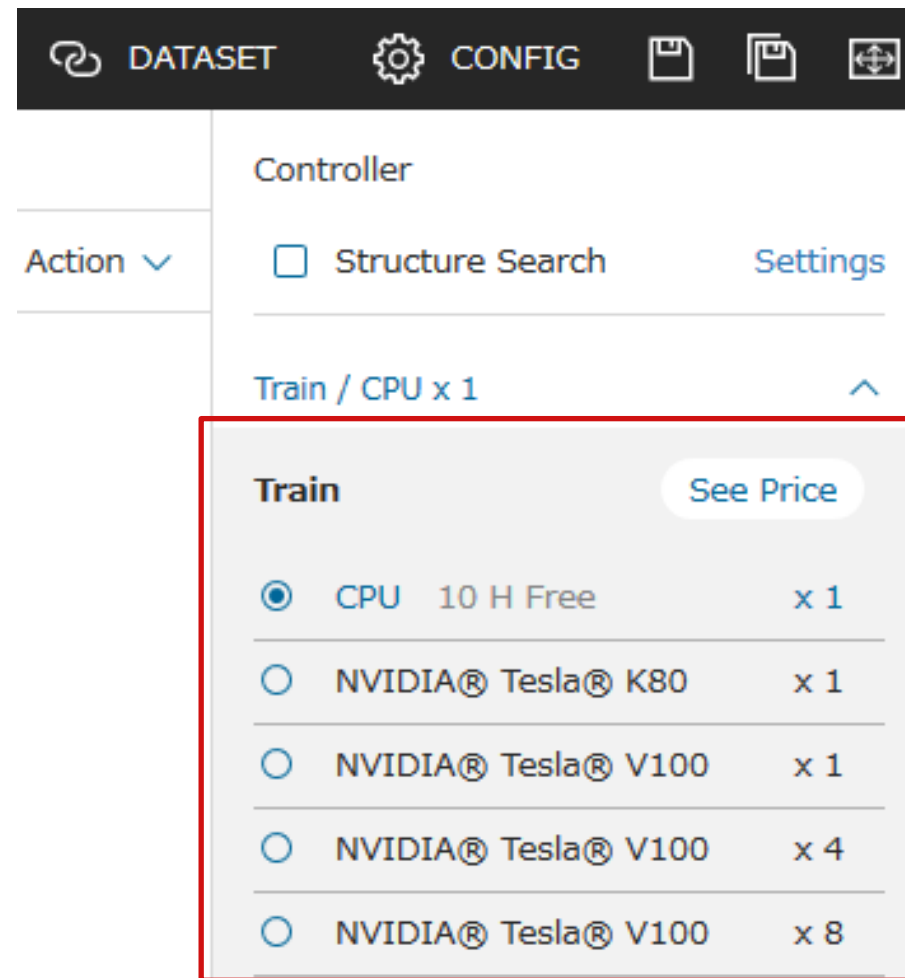 DATASET CONFIG
Controller
Action
Structure Search Settings
Train / CPU x 1
Train See Price
CPU 10 H Free x 1
NVIDIA® Tesla® K80 x 1
NVIDIA® Tesla® V100 x 1
NVIDIA® Tesla® V100 x 4
NVIDIA® Tesla® V100 x 8